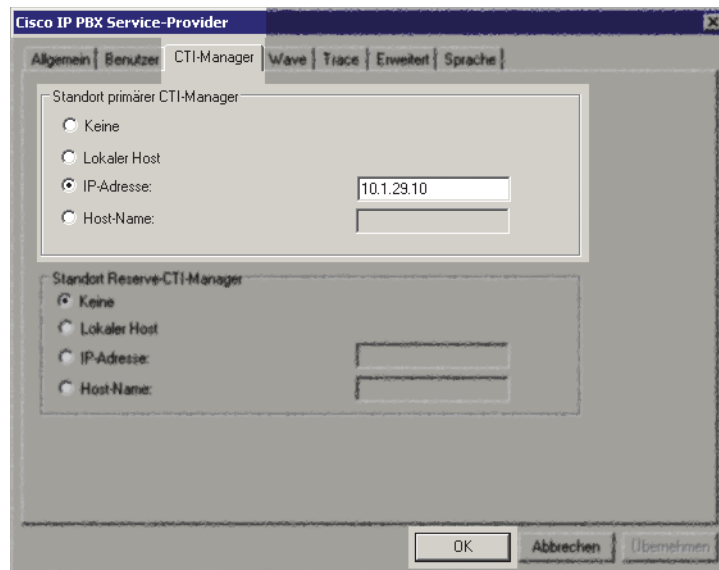 Cisco IP PBX Service-Provider
Allgemein Benutzer CTI-Manager Wave Trace Erweitert Sprache
Standort primärer CTI-Manager
Keine
Lokaler Host
IP-Adresse: 10.1.29.10
Host-Name:
Standort Reserve-CTI-Manager
Keine
Lokaler Host
IP-Adresse:
Host-Name:
OK Abbrechen Übernehmen